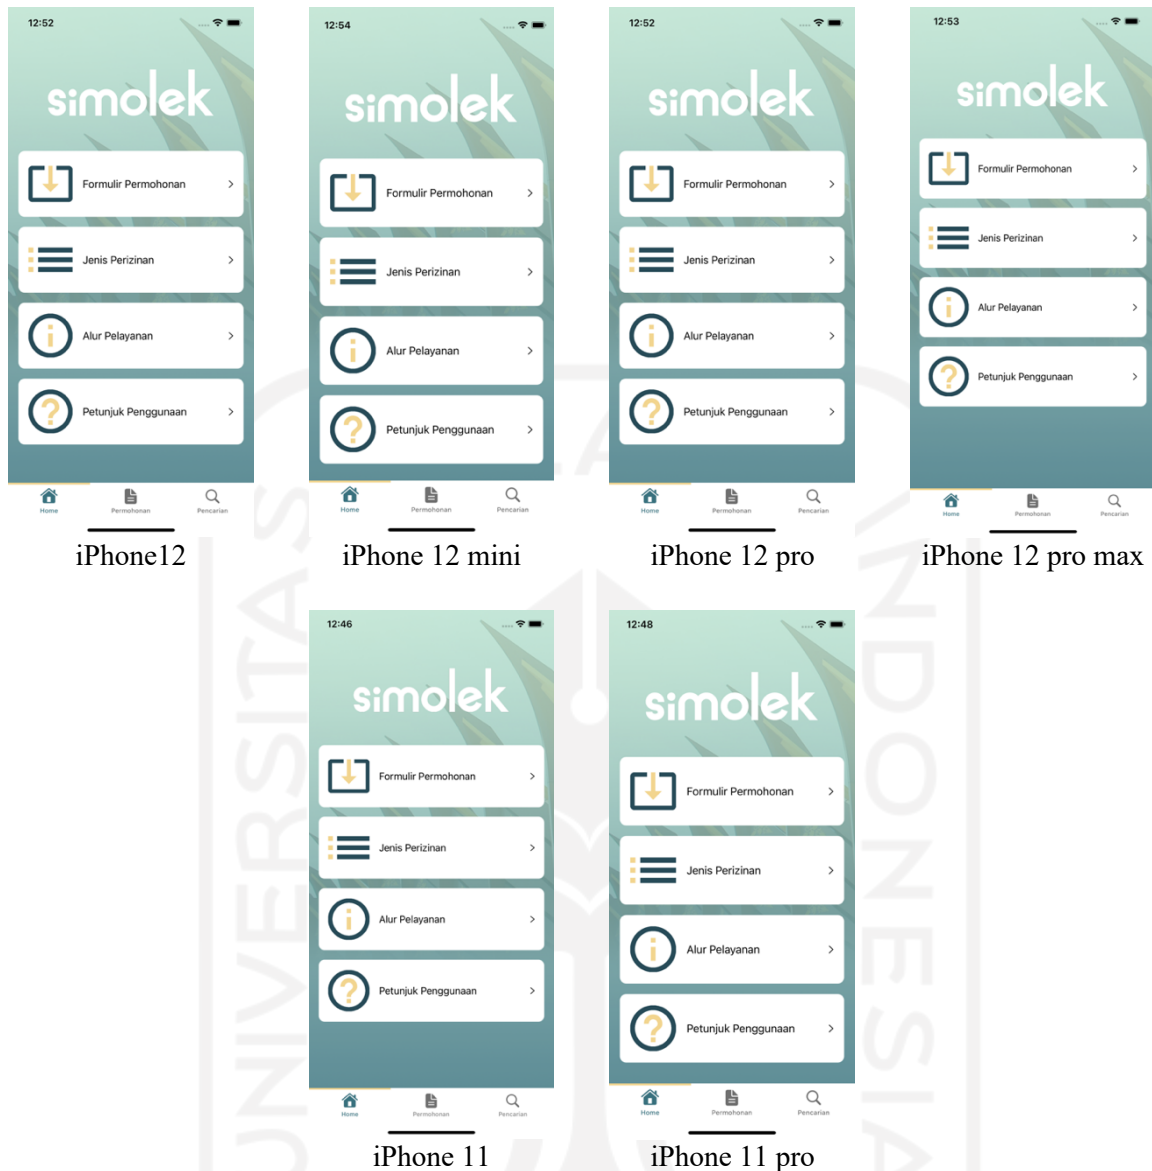 12:52
simolek
Formulir Permohonan
Jenis Perizinan
Alur Pelayanan
Petunjuk Penggunaan
Home Permohonan Pencarian
iPhone12
12:54
simolek
Formulir Permohonan
Jenis Perizinan
Alur Pelayanan
Petunjuk Penggunaan
Home Permohonan Pencarian
iPhone 12 mini
12:52
simolek
Formulir Permohonan
Jenis Perizinan
Alur Pelayanan
Petunjuk Penggunaan
Home Permohonan Pencarian
iPhone 12 pro
12:53
simolek
Formulir Permohonan
Jenis Perizinan
Alur Pelayanan
Petunjuk Penggunaan
Home Permohonan Pencarian
iPhone 12 pro max
12:46
simolek
Formulir Permohonan
Jenis Perizinan
Alur Pelayanan
Petunjuk Penggunaan
Home Permohonan Pencarian
iPhone 11
12:48
simolek
Formulir Permohonan
Jenis Perizinan
Alur Pelayanan
Petunjuk Penggunaan
Home Permohonan Pencarian
iPhone 11 pro
UNIVERSITAS